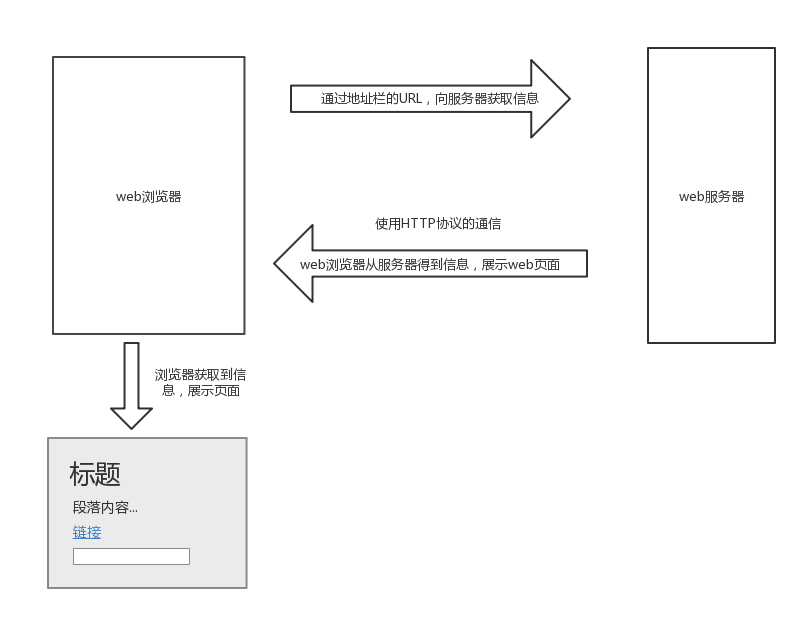 通过地址栏的URL，向服务器获取信息
web浏览器
web服务器
使用HTTP协议的通信
web浏览器从服务器得到信息，展示web页面
浏览器获取到信
息，展示页面
标题
段落内容...
链接